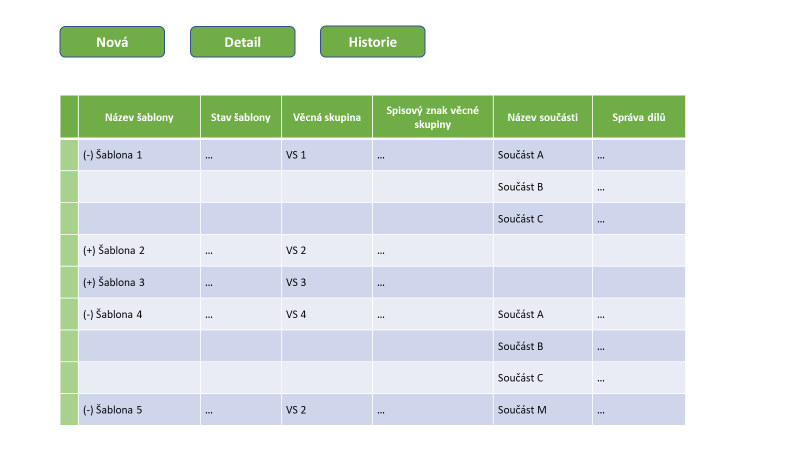 Nová Detail Historie
Název šablony Stav šablony Věcná skupina Spisový znak věcné skupiny Název součásti Správa dílů
(-) Šablona 1 ... VS 1 ... Součást A ...
Součást B ...
Součást C ...
(+) Šablona 2 ... VS 2 ...
(+) Šablona 3 ... VS 3 ...
(-) Šablona 4 ... VS 4 ... Součást A ...
Součást B ...
Součást C ...
(-) Šablona 5 ... VS 2 ... Součást M ...